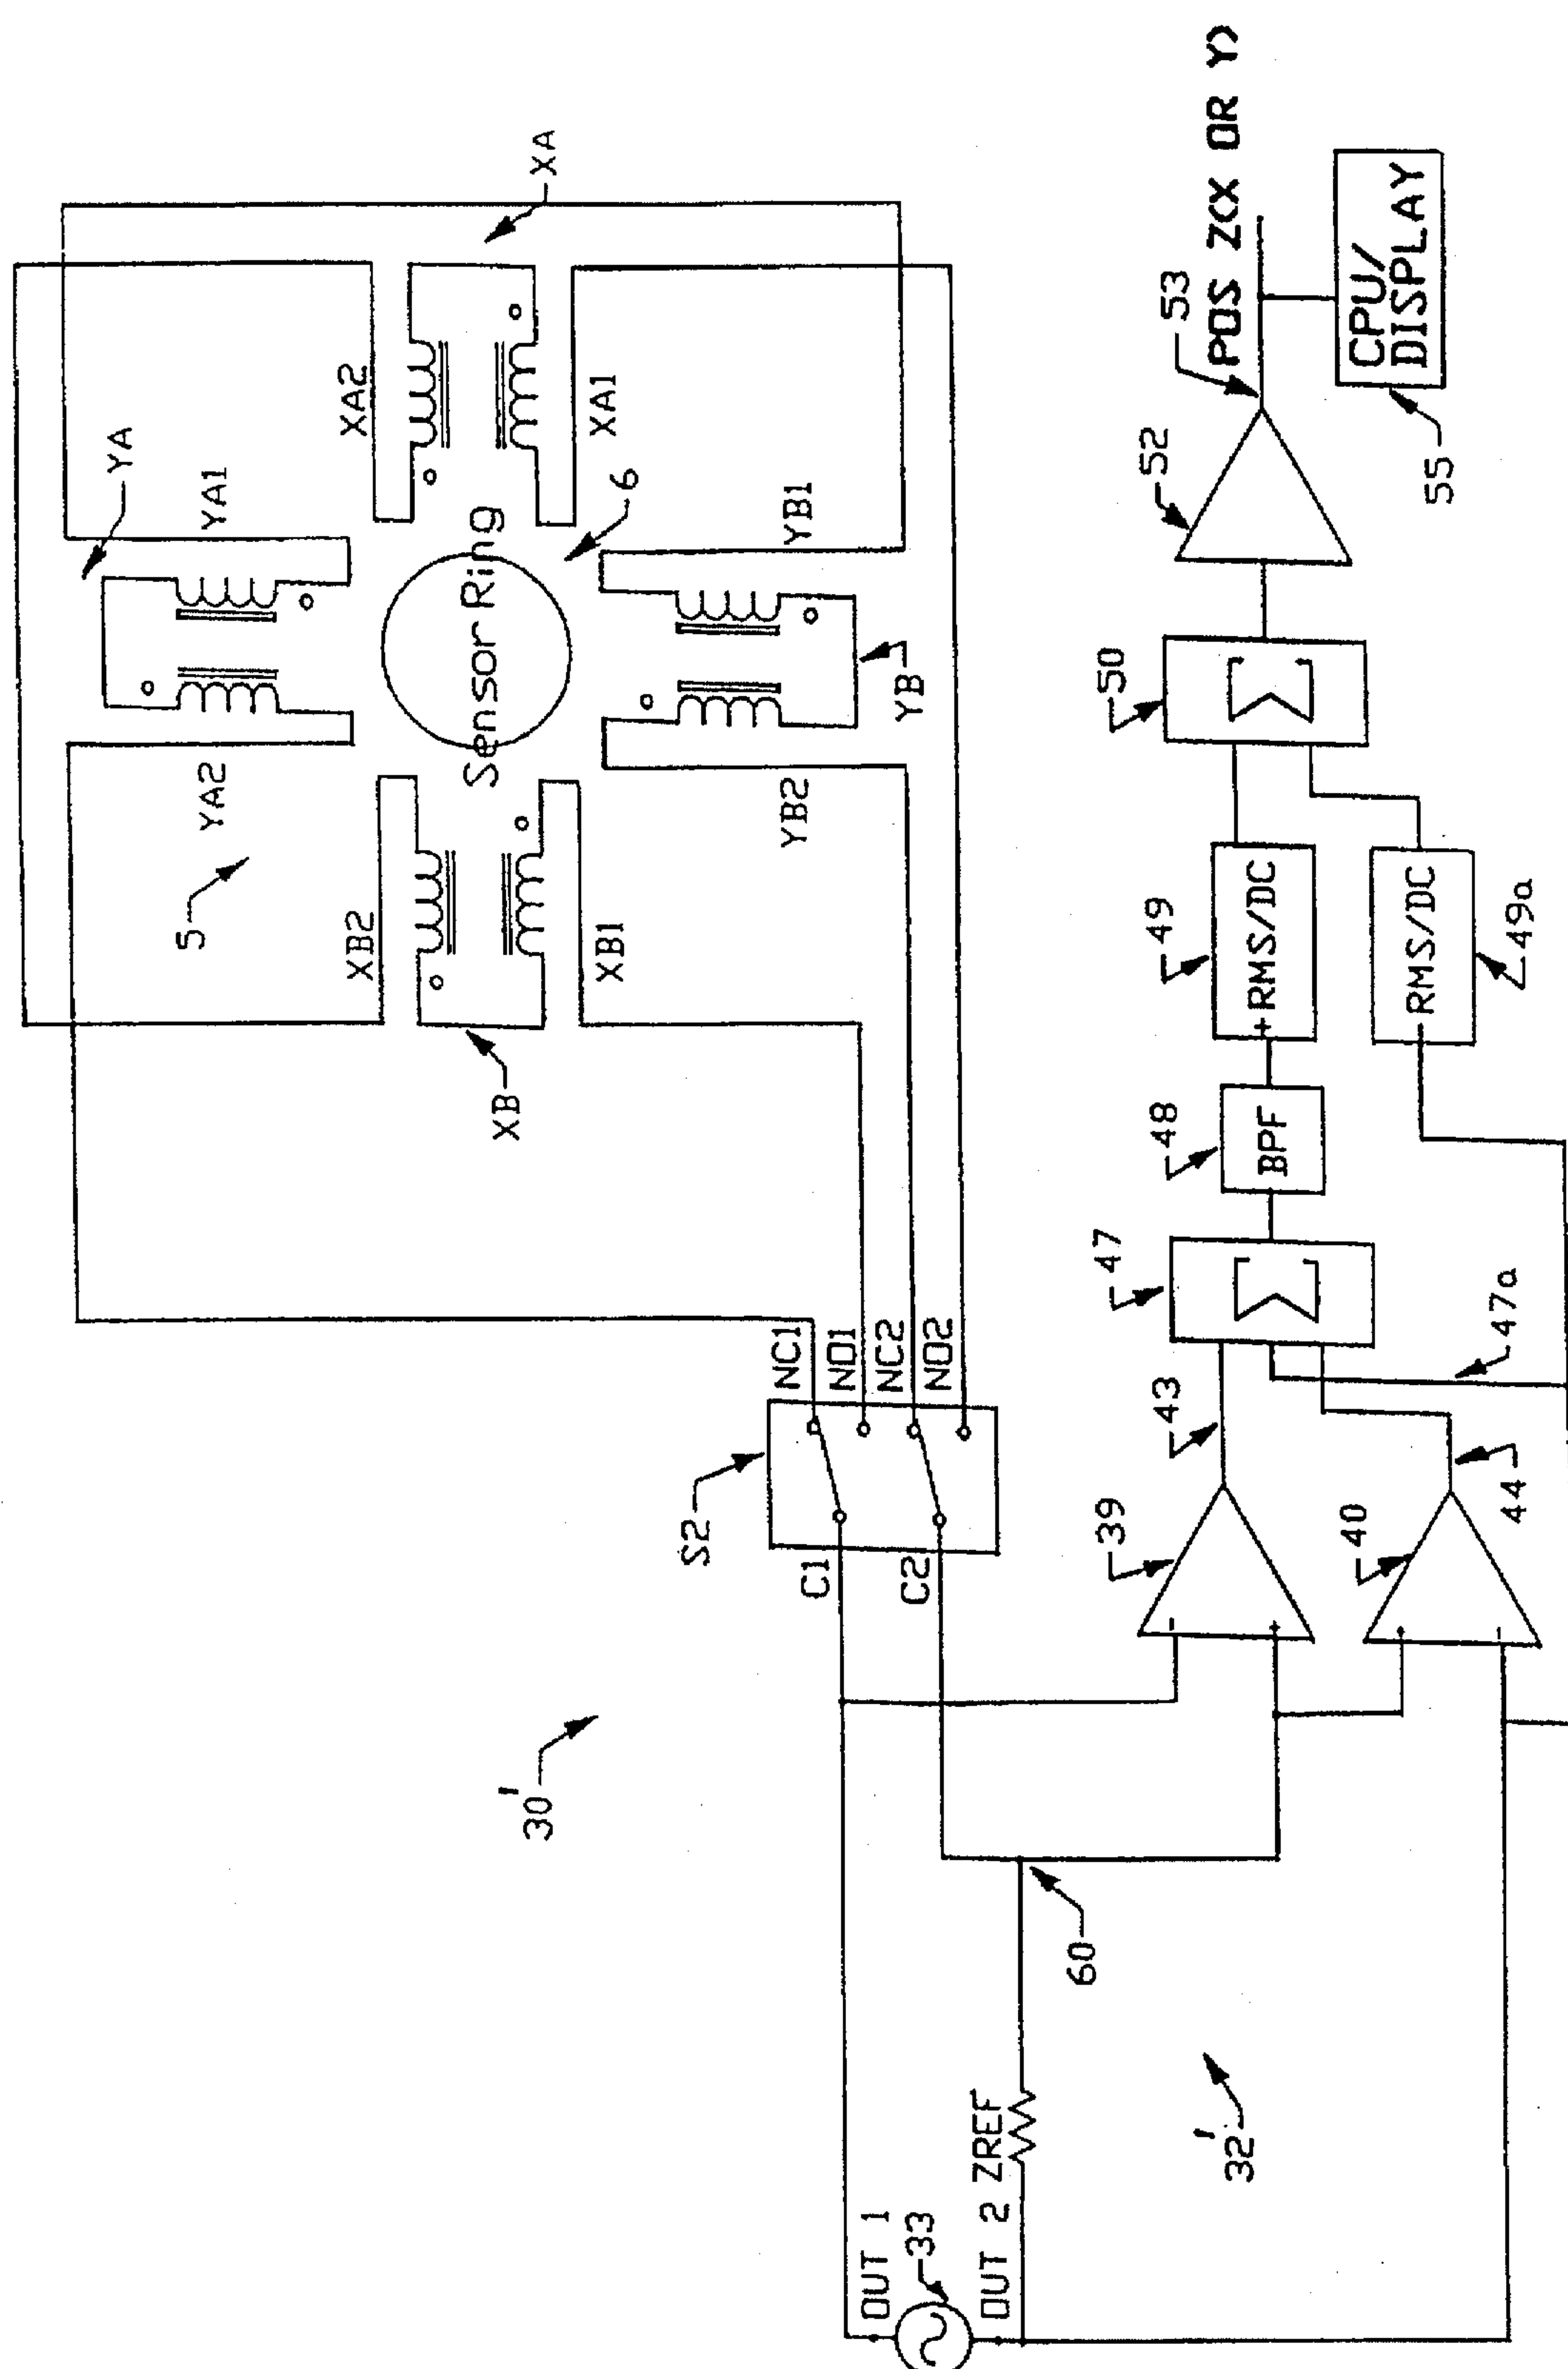 XA
YA
YA1
YA2
XA2
XA1
5
Sensor Ring
6
XB2
XB1
XB
YB1
YB2
YB
30'
S2
NC1
NO1
NC2
NO2
C1
C2
OUT 1
33
OUT 2
ZREF
60
32'
39
40
43
44
47
47a
48
BPF
49
+RMS/DC
49a
-RMS/DC
50
Σ
Σ
52
53
POS Z(X OR Y)
CPU/
DISPLAY
55
-
+
+
-